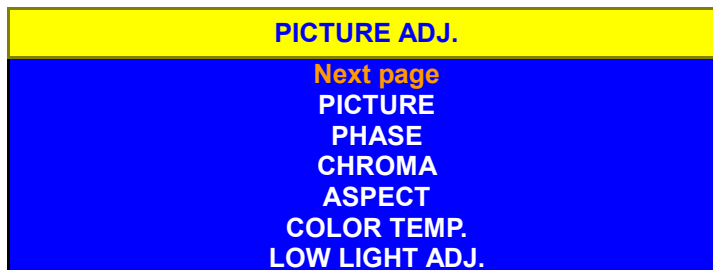 PICTURE ADJ.
Next page
PICTURE
PHASE
CHROMA
ASPECT
COLOR TEMP.
LOW LIGHT ADJ.